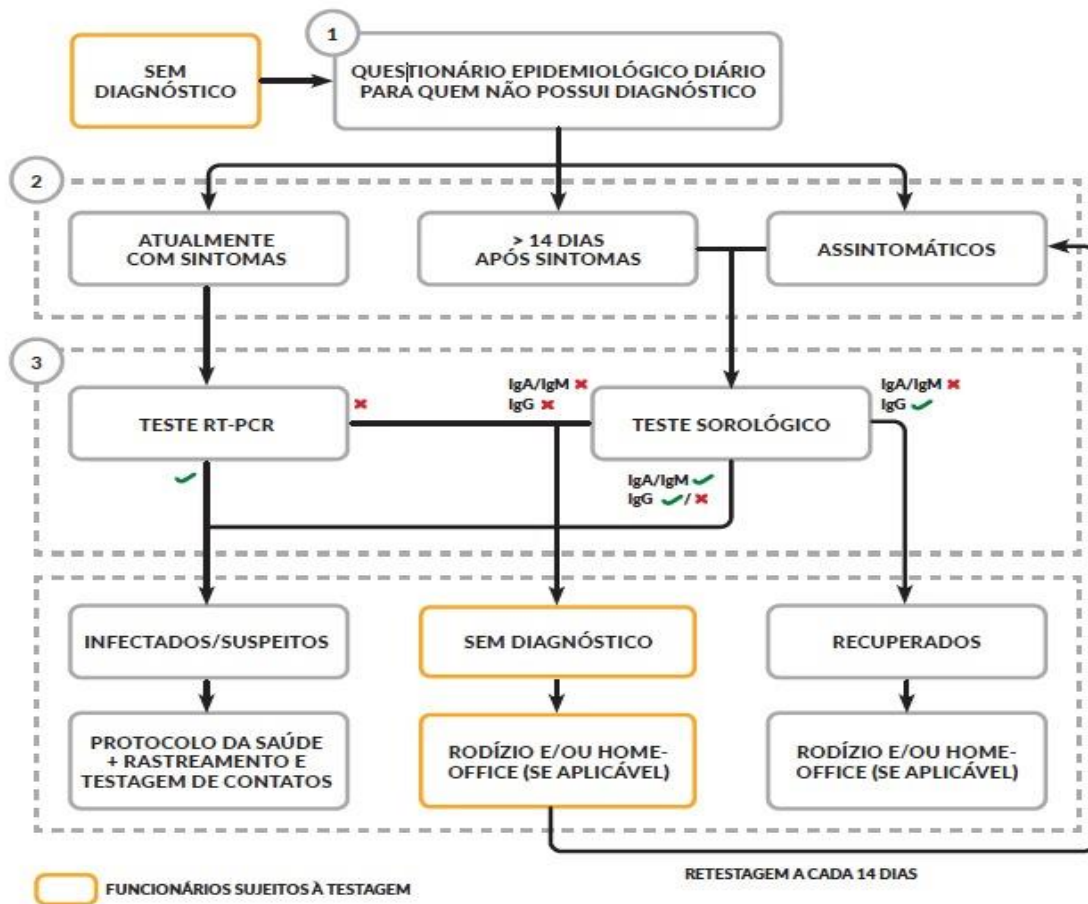 1
SEM
DIAGNÓSTICO
QUESTIONÁRIO EPIDEMIOLÓGICO DIÁRIO
PARA QUEM NÃO POSSUI DIAGNÓSTICO
2
ATUALMENTE
COM SINTOMAS
> 14 DIAS
APÓS SINTOMAS
ASSINTOMÁTICOS
3
TESTE RT-PCR
✖
IgA/IgM ✖
IgG ✖
TESTE SOROLÓGICO
IgA/IgM ✖
IgG ✔
✔
IgA/IgM ✔
IgG ✔/✖
INFECTADOS/SUSPEITOS
SEM DIAGNÓSTICO
RECUPERADOS
PROTOCOLO DA SAÚDE
+ RASTREAMENTO E
TESTAGEM DE CONTATOS
RODÍZIO E/OU HOME-
OFFICE (SE APLICÁVEL)
RODÍZIO E/OU HOME-
OFFICE (SE APLICÁVEL)
RETESTAGEM A CADA 14 DIAS
FUNCIONÁRIOS SUJEITOS À TESTAGEM